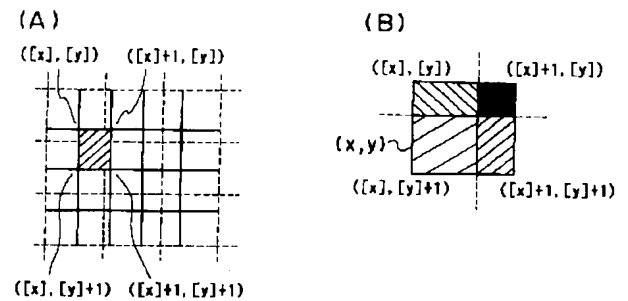 (A)
([x], [y]) ([x]+1, [y])
([x], [y]+1) ([x]+1, [y]+1)
(B)
([x], [y]) ([x]+1, [y])
(x, y)
([x], [y]+1) ([x]+1, [y]+1)